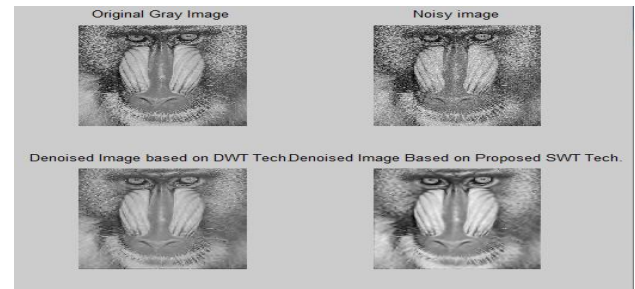 Original Gray Image
Noisy image
Denoised Image based on DWT Tech.
Denoised Image Based on Proposed SWT Tech.